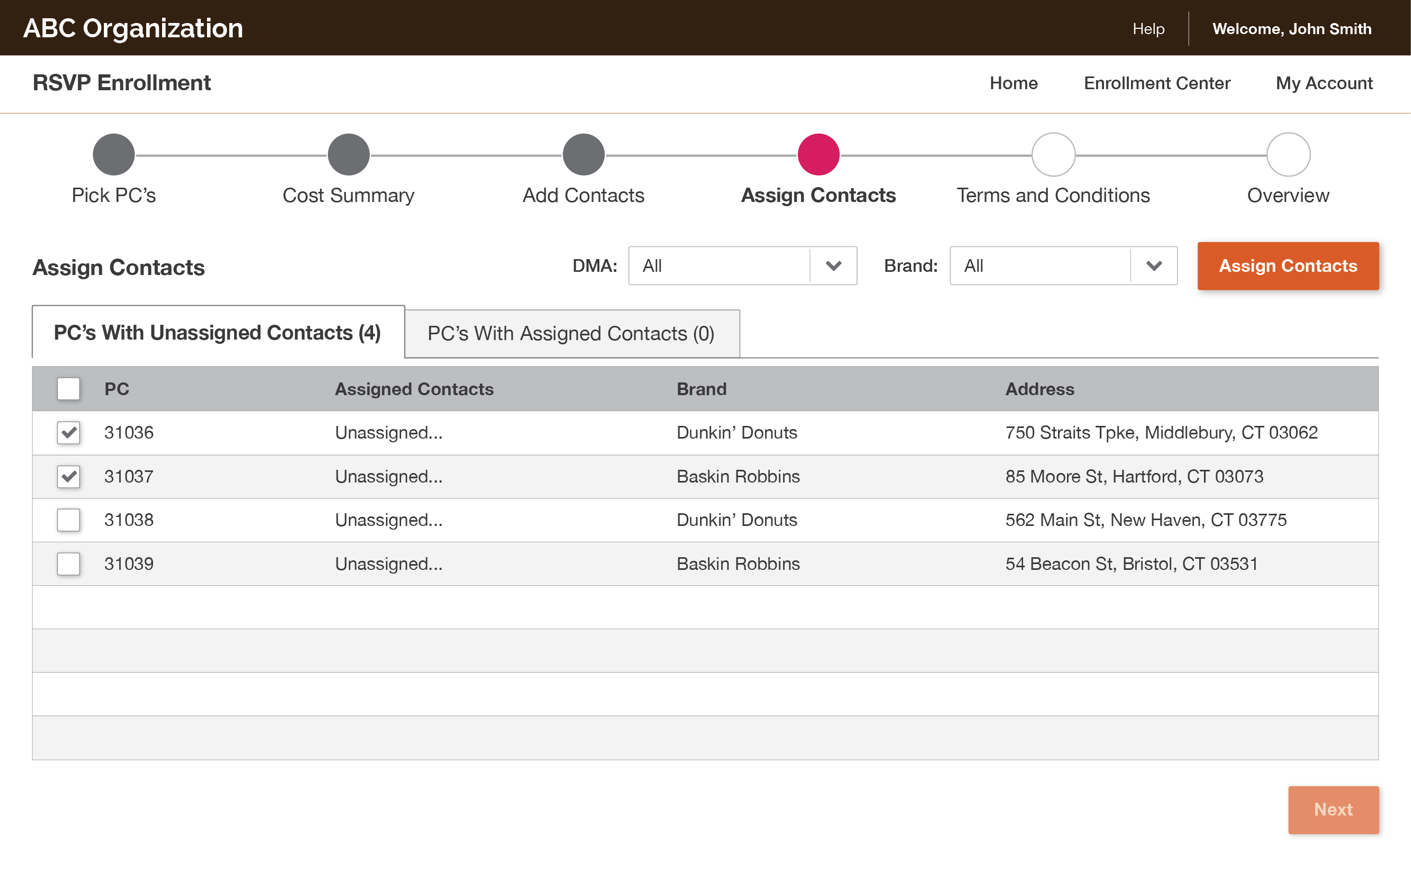 ABC Organization
Help
Welcome, John Smith
RSVP Enrollment
Home
Enrollment Center
My Account
Pick PC’s
Cost Summary
Add Contacts
Assign Contacts
Terms and Conditions
Overview
Assign Contacts
DMA:
All
Brand:
All
Assign Contacts
PC’s With Unassigned Contacts (4)
PC’s With Assigned Contacts (0)
PC Assigned Contacts Brand Address
31036 Unassigned... Dunkin’ Donuts 750 Straits Tpke, Middlebury, CT 03062
31037 Unassigned... Baskin Robbins 85 Moore St, Hartford, CT 03073
31038 Unassigned... Dunkin’ Donuts 562 Main St, New Haven, CT 03775
31039 Unassigned... Baskin Robbins 54 Beacon St, Bristol, CT 03531
Next